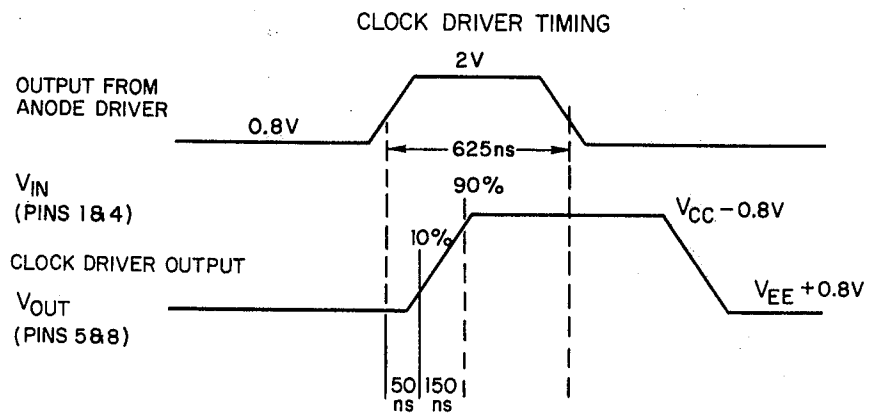 CLOCK DRIVER TIMING
2V
OUTPUT FROM
ANODE DRIVER
0.8V
625ns
VIN
(PINS 1&4)
90%
VCC-0.8V
10%
CLOCK DRIVER OUTPUT
VOUT
(PINS 5&8)
VEE+0.8V
50 150
ns ns